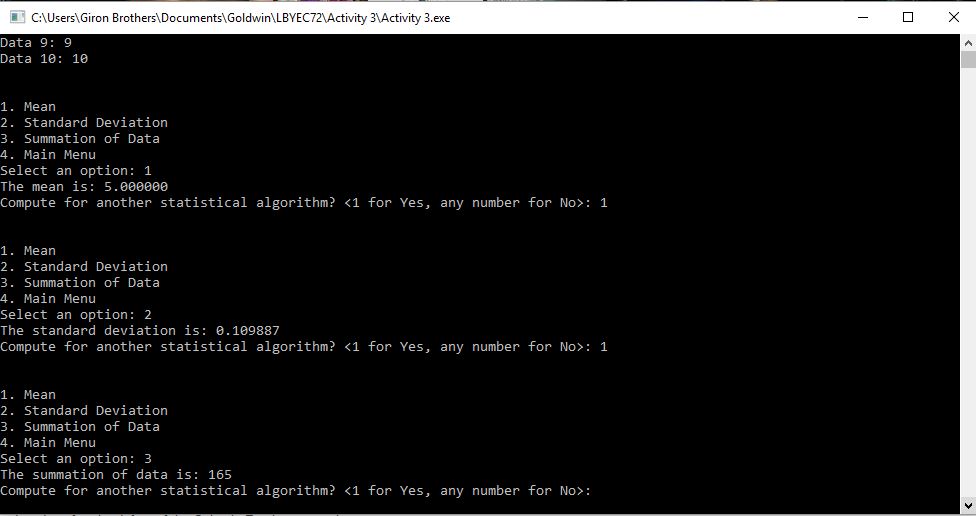 C:\Users\Giron Brothers\Documents\Goldwin\LBYEC72\Activity 3\Activity 3.exe
Data 9: 9
Data 10: 10
1. Mean
2. Standard Deviation
3. Summation of Data
4. Main Menu
Select an option: 1
The mean is: 5.000000
Compute for another statistical algorithm? <1 for Yes, any number for No>: 1
1. Mean
2. Standard Deviation
3. Summation of Data
4. Main Menu
Select an option: 2
The standard deviation is: 0.109887
Compute for another statistical algorithm? <1 for Yes, any number for No>: 1
1. Mean
2. Standard Deviation
3. Summation of Data
4. Main Menu
Select an option: 3
The summation of data is: 165
Compute for another statistical algorithm? <1 for Yes, any number for No>: